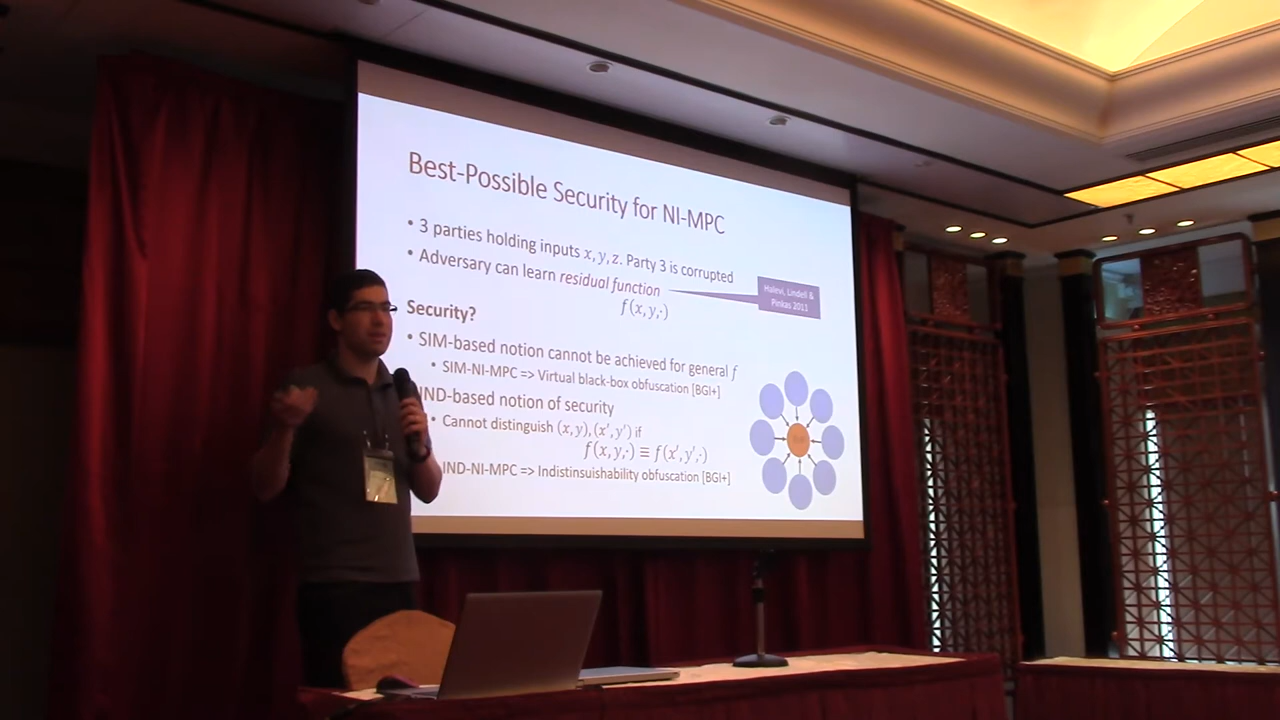 Best-Possible Security for NI-MPC
• 3 parties holding inputs x, y, z. Party 3 is corrupted
• Adversary can learn residual function
f(x, y,·)
Halevi, Lindell &
Pinkas 2011
Security?
• SIM-based notion cannot be achieved for general f
• SIM-NI-MPC => Virtual black-box obfuscation [BGI+]
IND-based notion of security
• Cannot distinguish (x, y), (x′, y′) if
f(x, y,·) ≡ f(x′, y′,·)
IND-NI-MPC => Indistinsuishability obfuscation [BGI+]